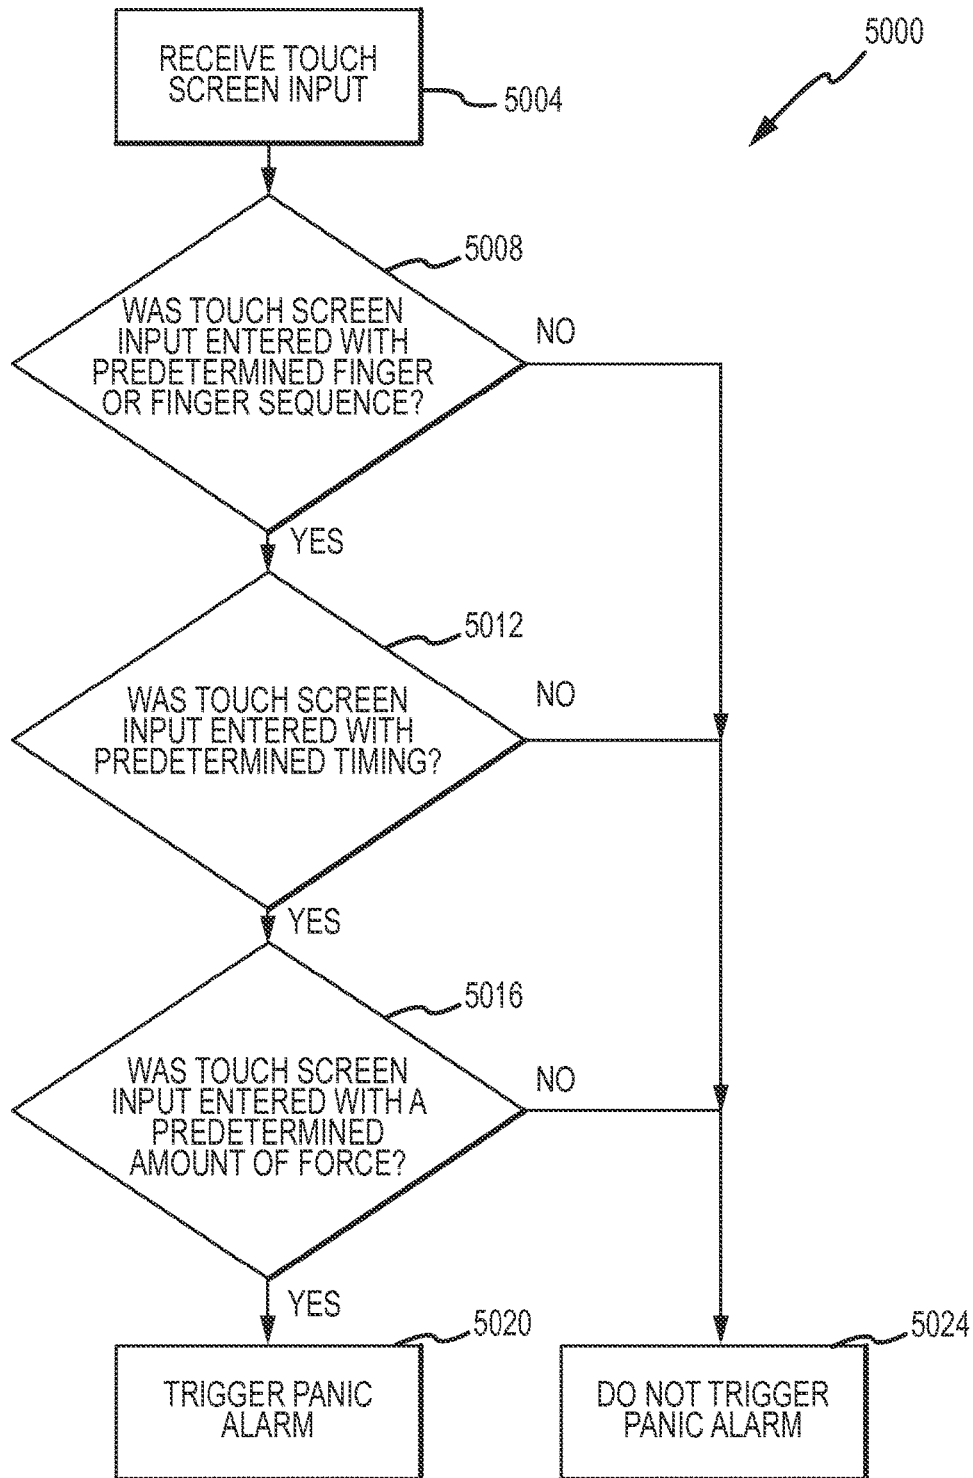 RECEIVE TOUCH
SCREEN INPUT
5000
5004
5008
WAS TOUCH SCREEN
INPUT ENTERED WITH
PREDETERMINED FINGER
OR FINGER SEQUENCE?
NO
YES
5012
WAS TOUCH SCREEN
INPUT ENTERED WITH
PREDETERMINED TIMING?
NO
YES
5016
WAS TOUCH SCREEN
INPUT ENTERED WITH A
PREDETERMINED
AMOUNT OF FORCE?
NO
YES
5020
TRIGGER PANIC
ALARM
5024
DO NOT TRIGGER
PANIC ALARM